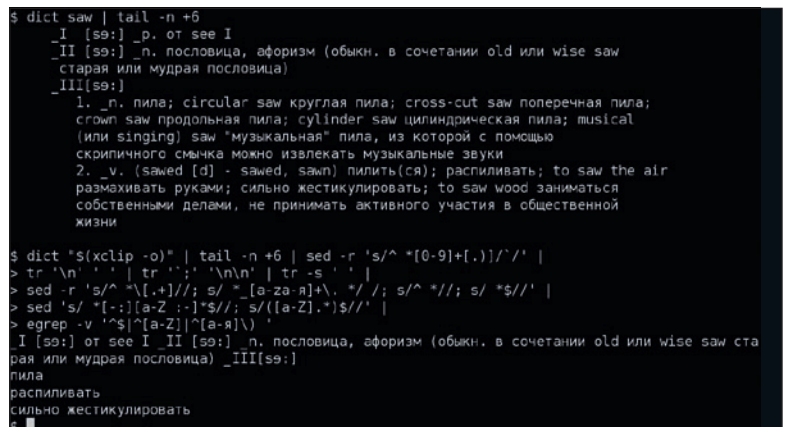 $ dict saw | tail -n +6
_I [sɘ:] _p. от see I
_II [sɘ:] _n. пословица, афоризм (обыкн. в сочетании old или wise saw
старая или мудрая пословица)
_III[sɘ:]
1. _n. пила; circular saw круглая пила; cross-cut saw поперечная пила;
crown saw продольная пила; cylinder saw цилиндрическая пила; musical
(или singing) saw "музыкальная" пила, из которой с помощью
скрипичного смычка можно извлекать музыкальные звуки
2. _v. (sawed [d] - sawed, sawn) пилить(ся); распиливать; to saw the air
размахивать руками; сильно жестикулировать; to saw wood заниматься
собственными делами, не принимать активного участия в общественной
жизни
$ dict "$(xclip -o)" | tail -n +6 | sed -r 's/^ *[0-9]+[.)]/`/' |
> tr '\n' ' ' | tr '`;' '\n\n' | tr -s ' ' |
> sed -r 's/^ *\[.+]//; s/ *_[a-zа-я]+\. */ /; s/^ *//; s/ *$//' |
> sed 's/ *[-:][a-Z :-]*$//; s/([a-Z].*)$//' |
> egrep -v '^$|^[a-Z]|^[а-я]\) '
_I [sɘ:] от see I _II [sɘ:] _n. пословица, афоризм (обыкн. в сочетании old или wise saw ста
рая или мудрая пословица) _III[sɘ:]
пила
распиливать
сильно жестикулировать
$